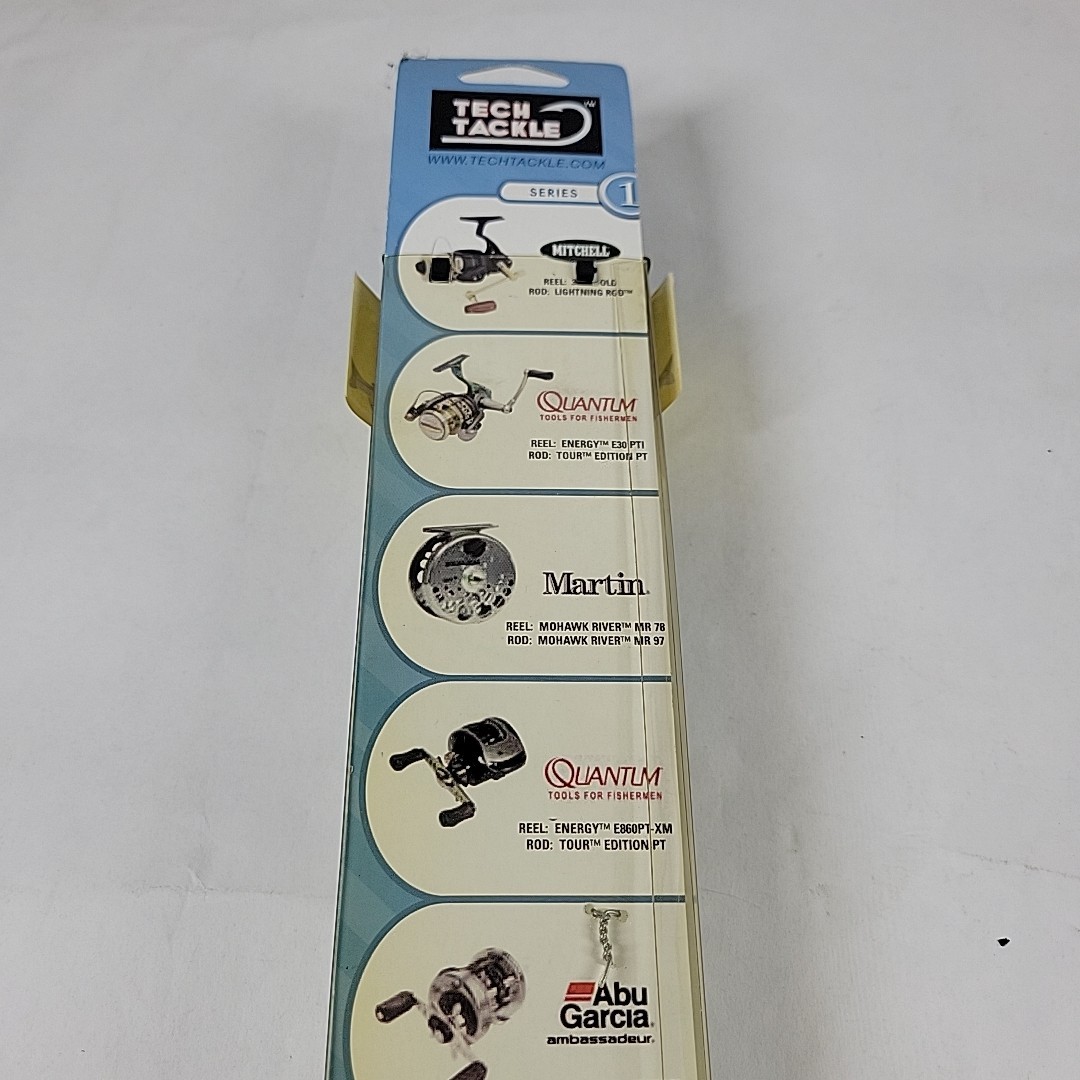 TECH
TACKLE
WWW.TECHTACKLE.COM
SERIES 1
MITCHELL
REEL: OLD
ROD: LIGHTNING ROD™
QUANTUM
TOOLS FOR FISHERMEN
REEL: ENERGY™ E30 PTI
ROD: TOUR™ EDITION PT
Martin®
REEL: MOHAWK RIVER™ MR 78
ROD: MOHAWK RIVER™ MR 97
QUANTUM
TOOLS FOR FISHERMEN
REEL: ENERGY™ E860PT-XM
ROD: TOUR™ EDITION PT
Abu
Garcia®
ambassadeur®